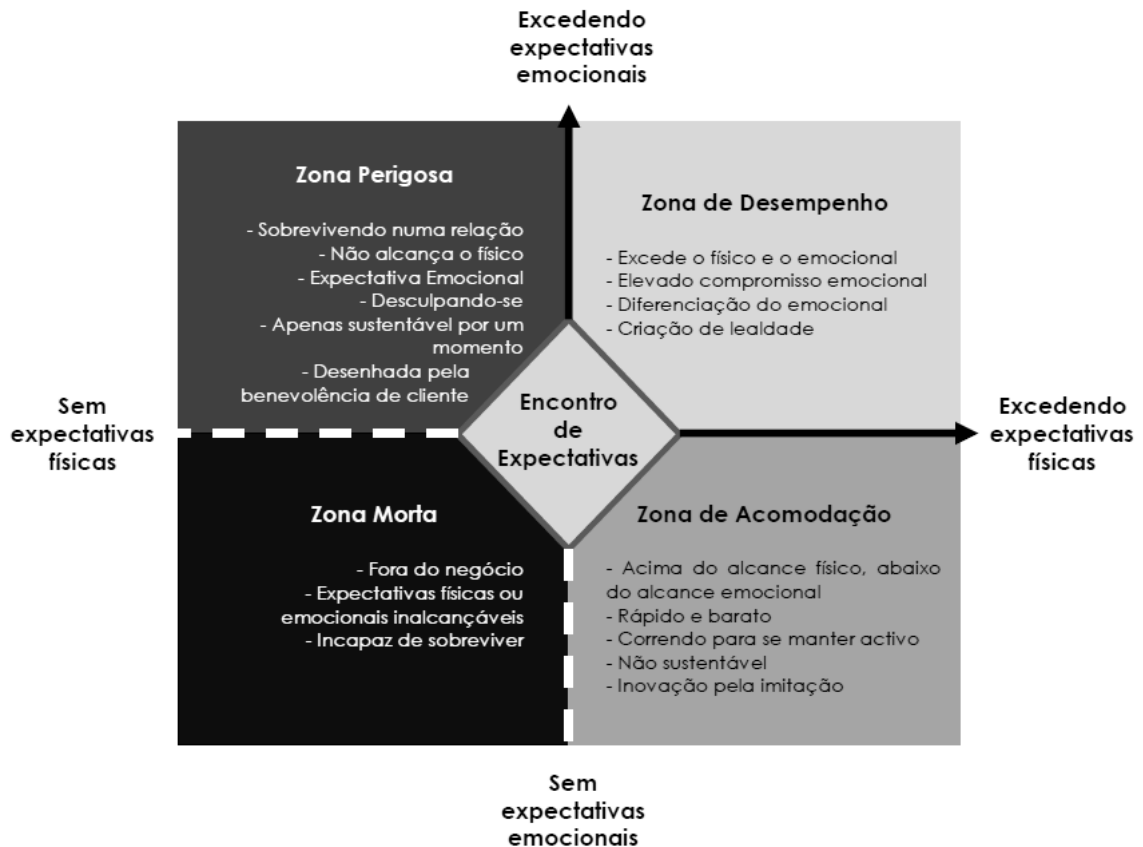 Excedendo
expectativas
emocionais
Zona Perigosa
- Sobrevivendo numa relação
- Não alcança o físico
- Expectativa Emocional
- Desculpando-se
- Apenas sustentável por um
momento
- Desenhada pela
benevolência de cliente
Zona de Desempenho
- Excede o físico e o emocional
- Elevado compromisso emocional
- Diferenciação do emocional
- Criação de lealdade
Sem
expectativas
físicas
Encontro
de
Expectativas
Excedendo
expectativas
físicas
Zona Morta
- Fora do negócio
- Expectativas físicas ou
emocionais inalcançáveis
- Incapaz de sobreviver
Zona de Acomodação
- Acima do alcance físico, abaixo
do alcance emocional
- Rápido e barato
- Correndo para se manter activo
- Não sustentável
- Inovação pela imitação
Sem
expectativas
emocionais